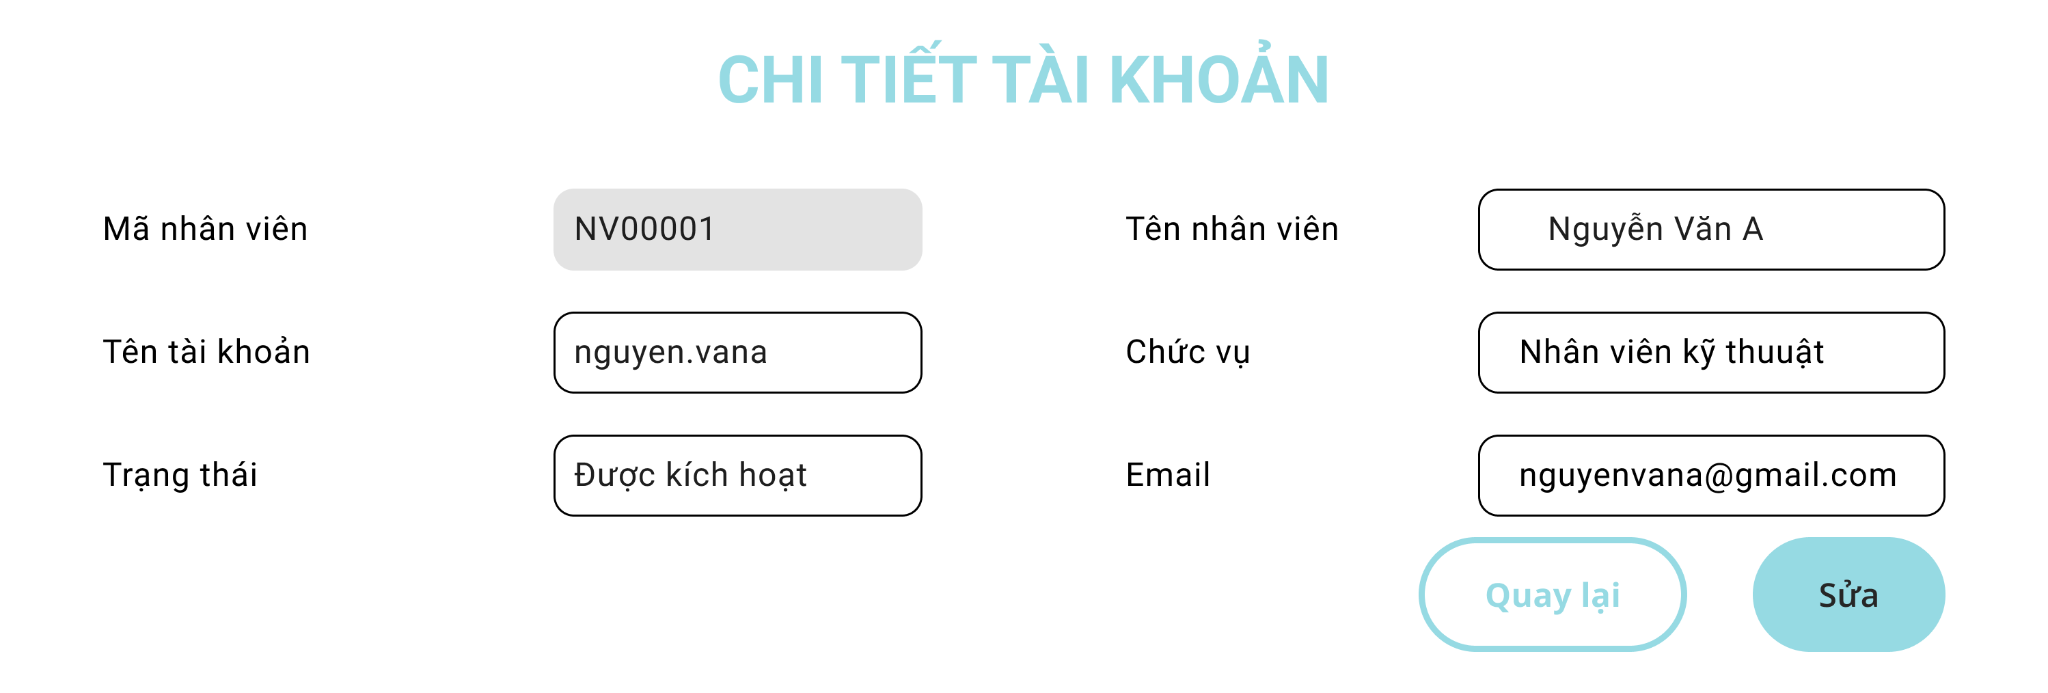 CHI TIẾT TÀI KHOẢN
Mã nhân viên NV00001 Tên nhân viên Nguyễn Văn A
Tên tài khoản nguyen.vana Chức vụ Nhân viên kỹ thuuật
Trạng thái Được kích hoạt Email nguyenvana@gmail.com
Quay lại Sửa